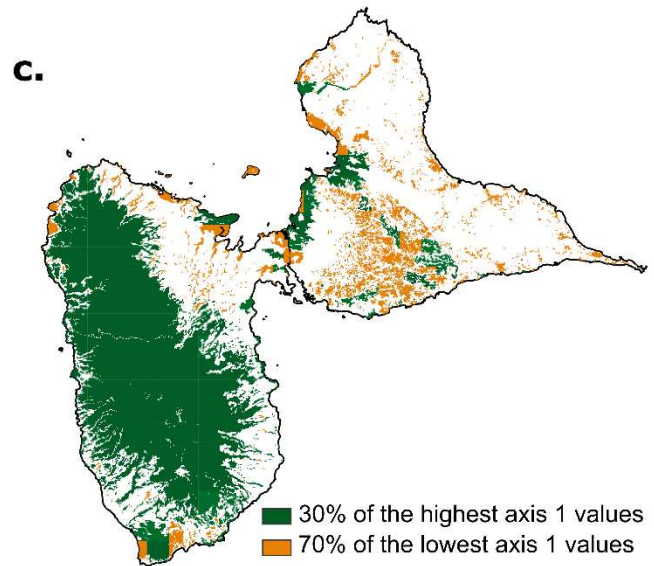 c.
30% of the highest axis 1 values
70% of the lowest axis 1 values